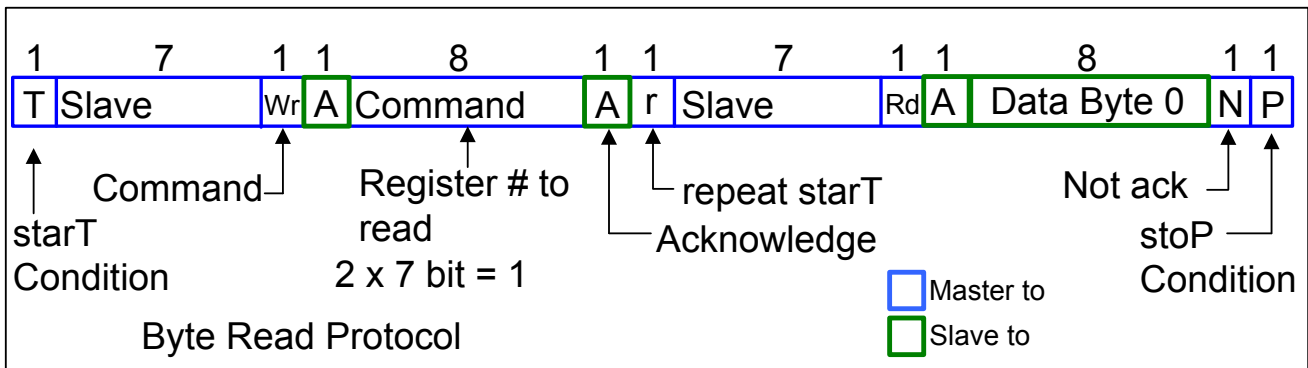 1 7 1 1 8 1 1 7 1 1 8 1 1
T Slave Wr A Command A r Slave Rd A Data Byte 0 N P
Command
Register # to
read
2 x 7 bit = 1
starT
Condition
repeat starT
Acknowledge
Not ack
stoP
Condition
Master to
Slave to
Byte Read Protocol